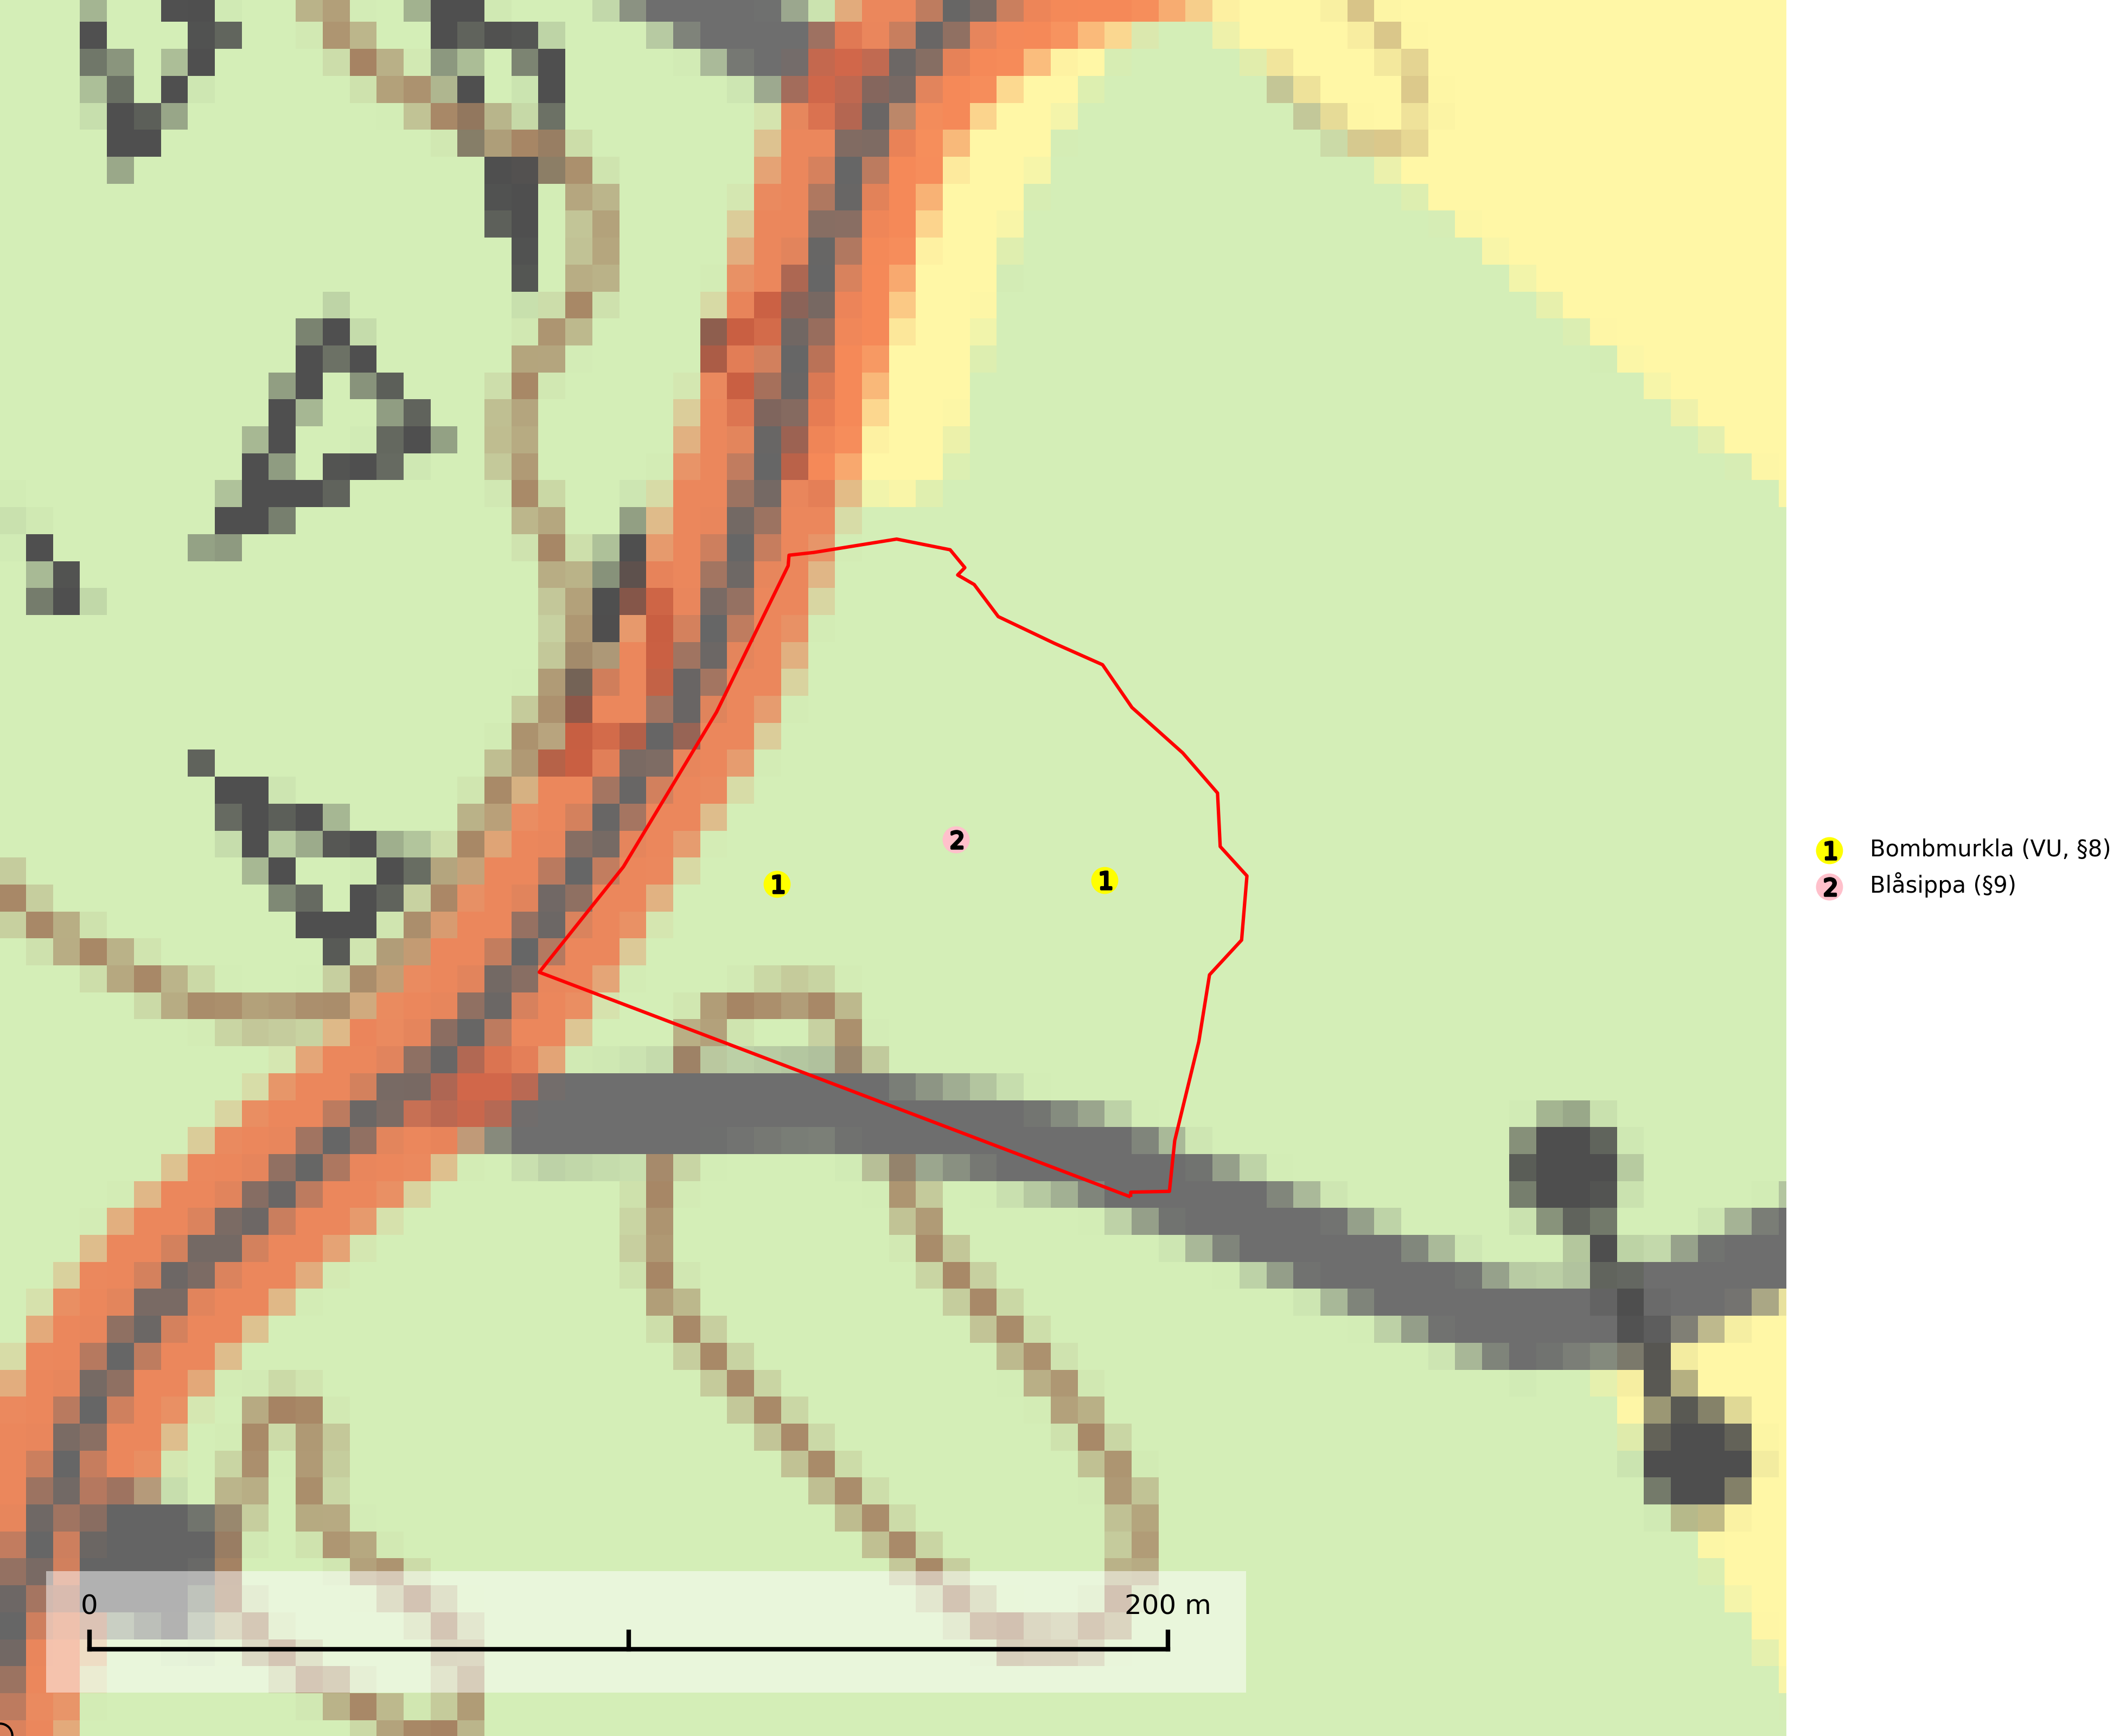 2
1
1
1 Bombmurkla (VU, §8)
2 Blåsippa (§9)
0 200 m